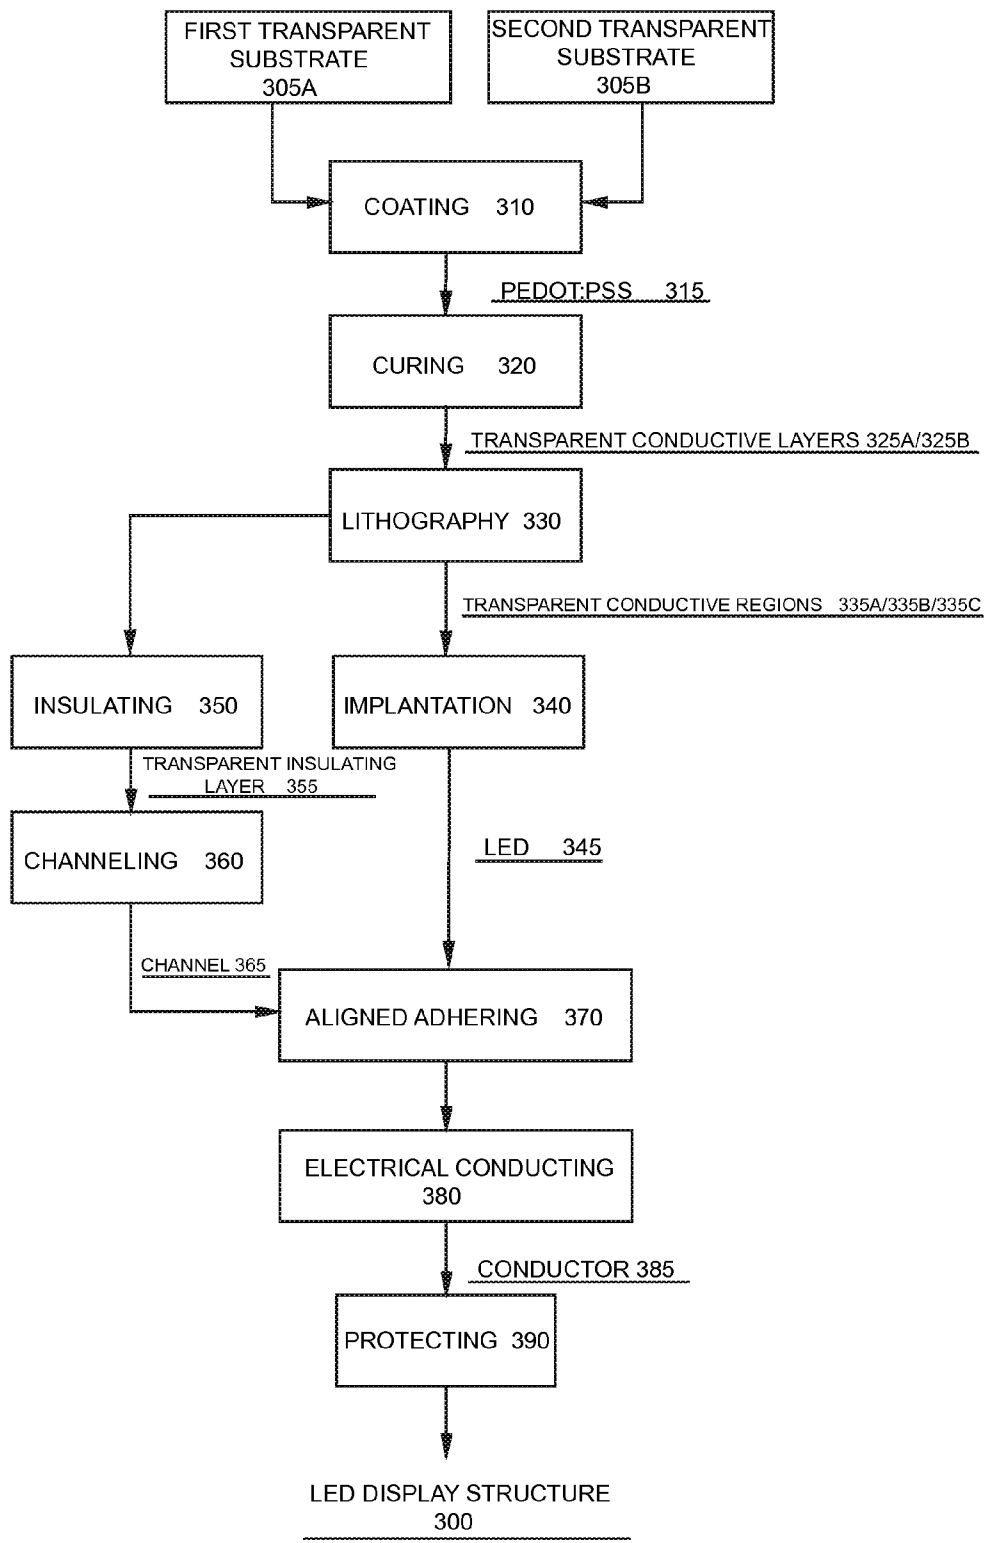 FIRST TRANSPARENT
SUBSTRATE
305A
SECOND TRANSPARENT
SUBSTRATE
305B
COATING 310
PEDOT:PSS 315
CURING 320
TRANSPARENT CONDUCTIVE LAYERS 325A/325B
LITHOGRAPHY 330
TRANSPARENT CONDUCTIVE REGIONS 335A/335B/335C
INSULATING 350
IMPLANTATION 340
TRANSPARENT INSULATING
LAYER 355
CHANNELING 360
LED 345
CHANNEL 365
ALIGNED ADHERING 370
ELECTRICAL CONDUCTING
380
CONDUCTOR 385
PROTECTING 390
LED DISPLAY STRUCTURE
300